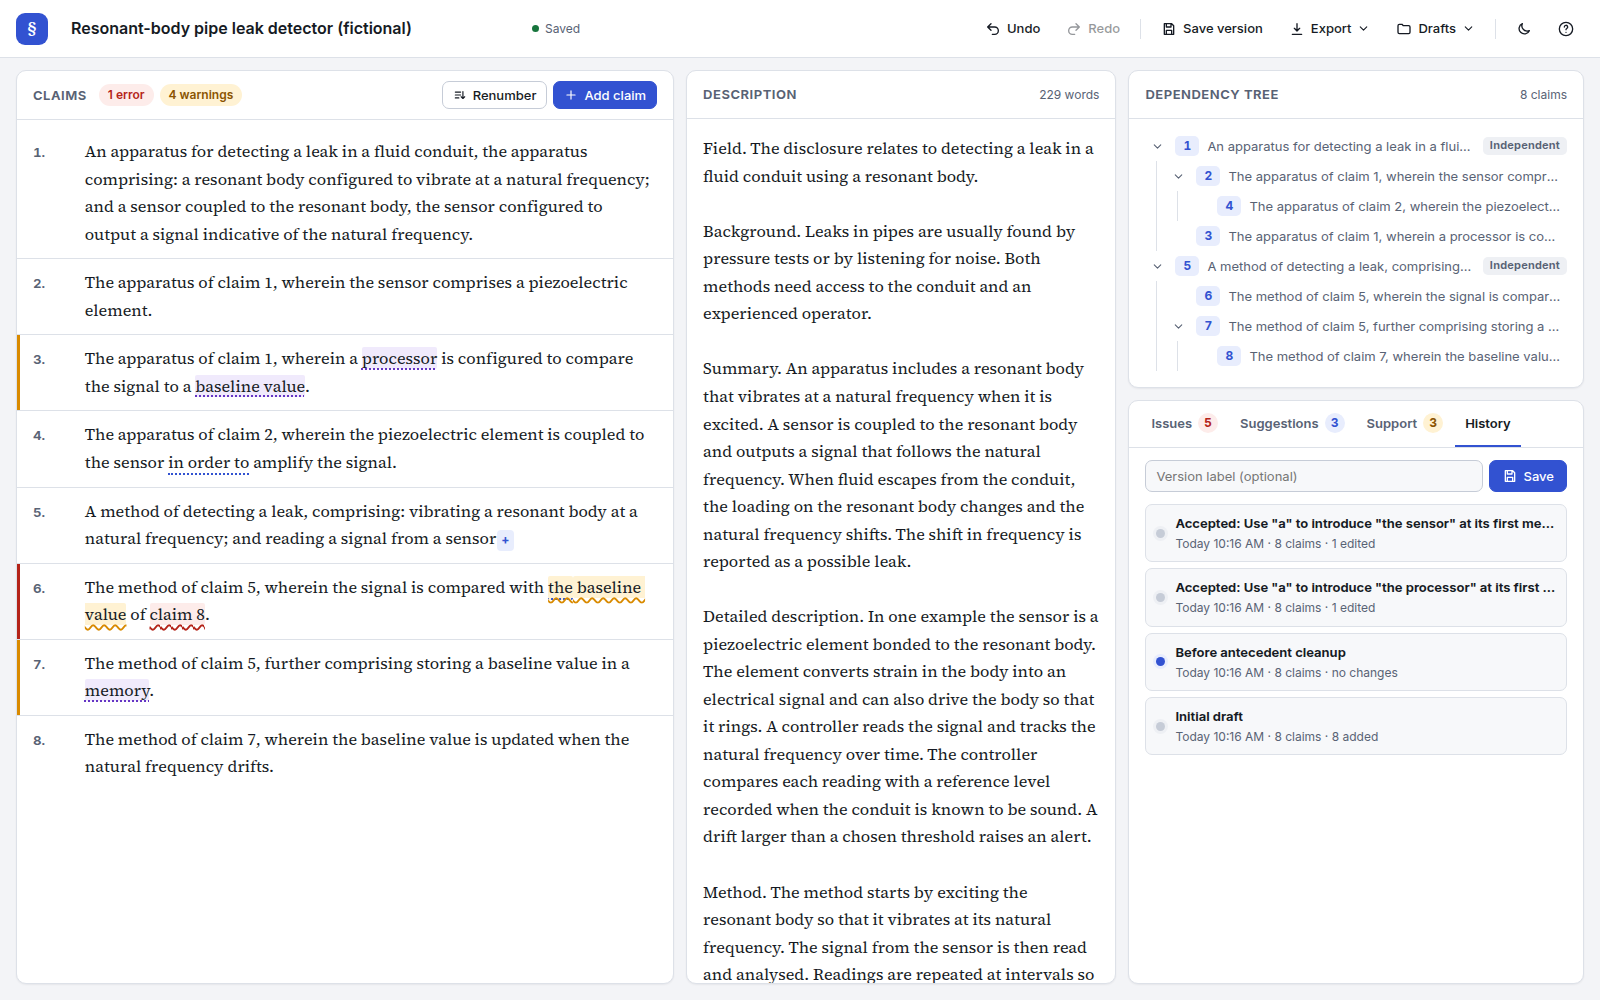 §
Resonant-body pipe leak detector (fictional)
Saved
Undo
Redo
Save version
Export
Drafts
CLAIMS
1 error
4 warnings
Renumber
Add claim
1.
An apparatus for detecting a leak in a fluid conduit, the apparatus
comprising: a resonant body configured to vibrate at a natural frequency;
and a sensor coupled to the resonant body, the sensor configured to
output a signal indicative of the natural frequency.
2.
The apparatus of claim 1, wherein the sensor comprises a piezoelectric
element.
3.
The apparatus of claim 1, wherein a processor is configured to compare
the signal to a baseline value.
4.
The apparatus of claim 2, wherein the piezoelectric element is coupled to
the sensor in order to amplify the signal.
5.
A method of detecting a leak, comprising: vibrating a resonant body at a
natural frequency; and reading a signal from a sensor +
6.
The method of claim 5, wherein the signal is compared with the baseline
value of claim 8.
7.
The method of claim 5, further comprising storing a baseline value in a
memory.
8.
The method of claim 7, wherein the baseline value is updated when the
natural frequency drifts.
DESCRIPTION
229 words
Field. The disclosure relates to detecting a leak in a
fluid conduit using a resonant body.
Background. Leaks in pipes are usually found by
pressure tests or by listening for noise. Both
methods need access to the conduit and an
experienced operator.
Summary. An apparatus includes a resonant body
that vibrates at a natural frequency when it is
excited. A sensor is coupled to the resonant body
and outputs a signal that follows the natural
frequency. When fluid escapes from the conduit,
the loading on the resonant body changes and the
natural frequency shifts. The shift in frequency is
reported as a possible leak.
Detailed description. In one example the sensor is a
piezoelectric element bonded to the resonant body.
The element converts strain in the body into an
electrical signal and can also drive the body so that
it rings. A controller reads the signal and tracks the
natural frequency over time. The controller
compares each reading with a reference level
recorded when the conduit is known to be sound. A
drift larger than a chosen threshold raises an alert.
Method. The method starts by exciting the
resonant body so that it vibrates at its natural
frequency. The signal from the sensor is then read
and analysed. Readings are repeated at intervals so
DEPENDENCY TREE
8 claims
1 An apparatus for detecting a leak in a flui... Independent
2 The apparatus of claim 1, wherein the sensor compr...
4 The apparatus of claim 2, wherein the piezoelect...
3 The apparatus of claim 1, wherein a processor is co...
5 A method of detecting a leak, comprising... Independent
6 The method of claim 5, wherein the signal is compar...
7 The method of claim 5, further comprising storing a ...
8 The method of claim 7, wherein the baseline valu...
Issues 5
Suggestions 3
Support 3
History
Version label (optional)
Save
Accepted: Use "a" to introduce "the sensor" at its first me...
Today 10:16 AM · 8 claims · 1 edited
Accepted: Use "a" to introduce "the processor" at its first ...
Today 10:16 AM · 8 claims · 1 edited
Before antecedent cleanup
Today 10:16 AM · 8 claims · no changes
Initial draft
Today 10:16 AM · 8 claims · 8 added